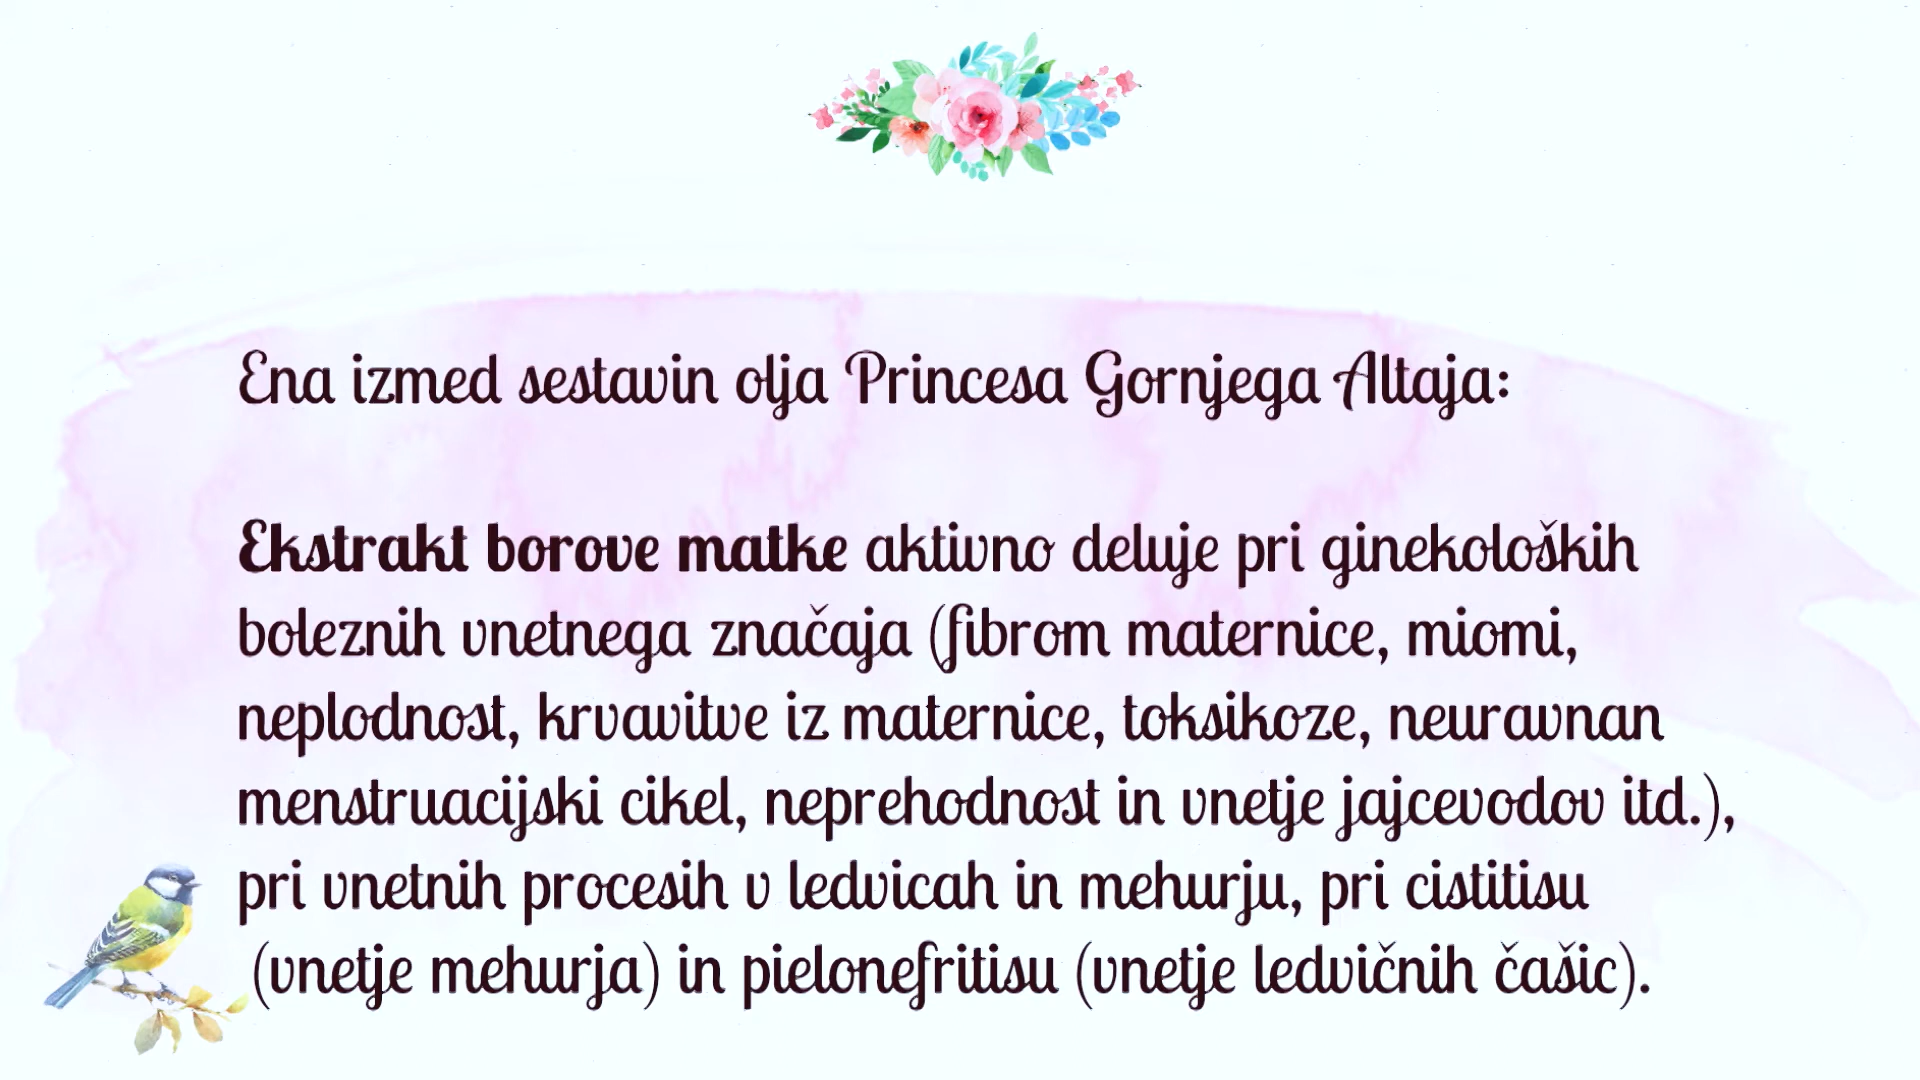 Ena izmed sestavin olja Princesa Gornjega Altaja:
Ekstrakt borove matke aktivno deluje pri ginekoloških
boleznih vnetnega značaja (fibrom maternice, miomi,
neplodnost, krvavitve iz maternice, toksikoze, neuravnan
menstruacijski cikel, neprehodnost in vnetje jajcevodov itd.),
pri vnetnih procesih v ledvicah in mehurju, pri cistitisu
(vnetje mehurja) in pielonefritisu (vnetje ledvičnih čašic).